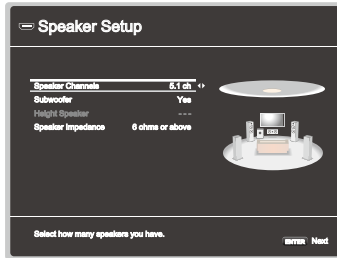 Speaker Setup
Speaker Channels 5.1 ch
Subwoofer Yes
Height Speaker ---
Speaker Impedance 6 ohms or above
Select how many speakers you have.
ENTER Next